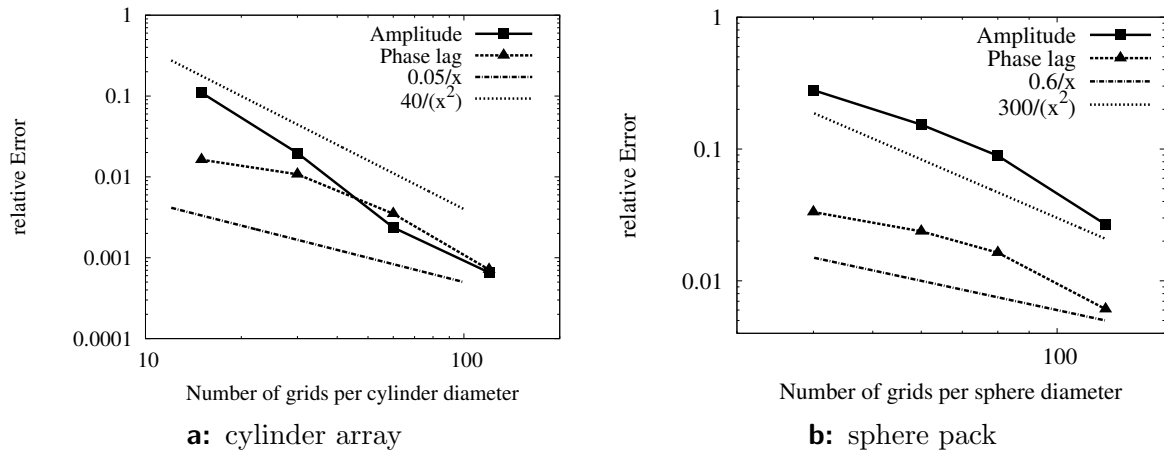 1
0.1
0.01
0.001
0.0001
10
100
relative Error
Number of grids per cylinder diameter
Amplitude
Phase lag
0.05/x
40/(x²)
a: cylinder array
1
0.1
0.01
100
relative Error
Number of grids per sphere diameter
Amplitude
Phase lag
0.6/x
300/(x²)
b: sphere pack